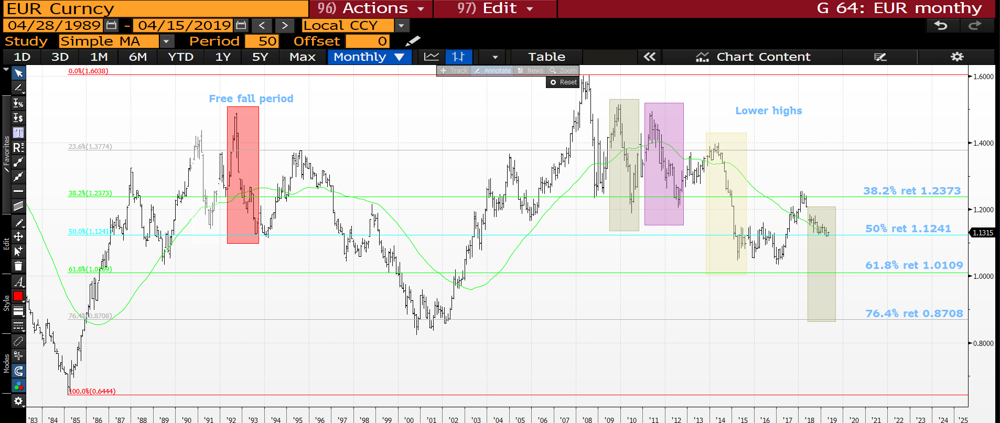 EUR Curncy 96) Actions 97) Edit G 64: EUR monthy
04/28/1989 - 04/15/2019 < > Local CCY
Study Simple MA Period 50 Offset 0
1D 3D 1M 6M YTD 1Y 5Y Max Monthly ▼ Table Chart Content
Track Annotate News Zoom
Reset
Favorites
Edit
Style
Modes
0.0%(1.6038)
Free fall period
Lower highs
23.6%(1.3774)
38.2%(1.2373)
38.2% ret 1.2373
50.0%(1.1241)
50% ret 1.1241
61.8%(1.0109)
61.8% ret 1.0109
76.4%(0.8708)
76.4% ret 0.8708
100.0%(0.6444)
1.6000
1.4000
1.2000
1.1315
1.0000
0.8000
'83 '84 '85 '86 '87 '88 '89 '90 '91 '92 '93 '94 '95 '96 '97 '98 '99 '00 '01 '02 '03 '04 '05 '06 '07 '08 '09 '10 '11 '12 '13 '14 '15 '16 '17 '18 '19 '20 '21 '22 '23 '24 '25